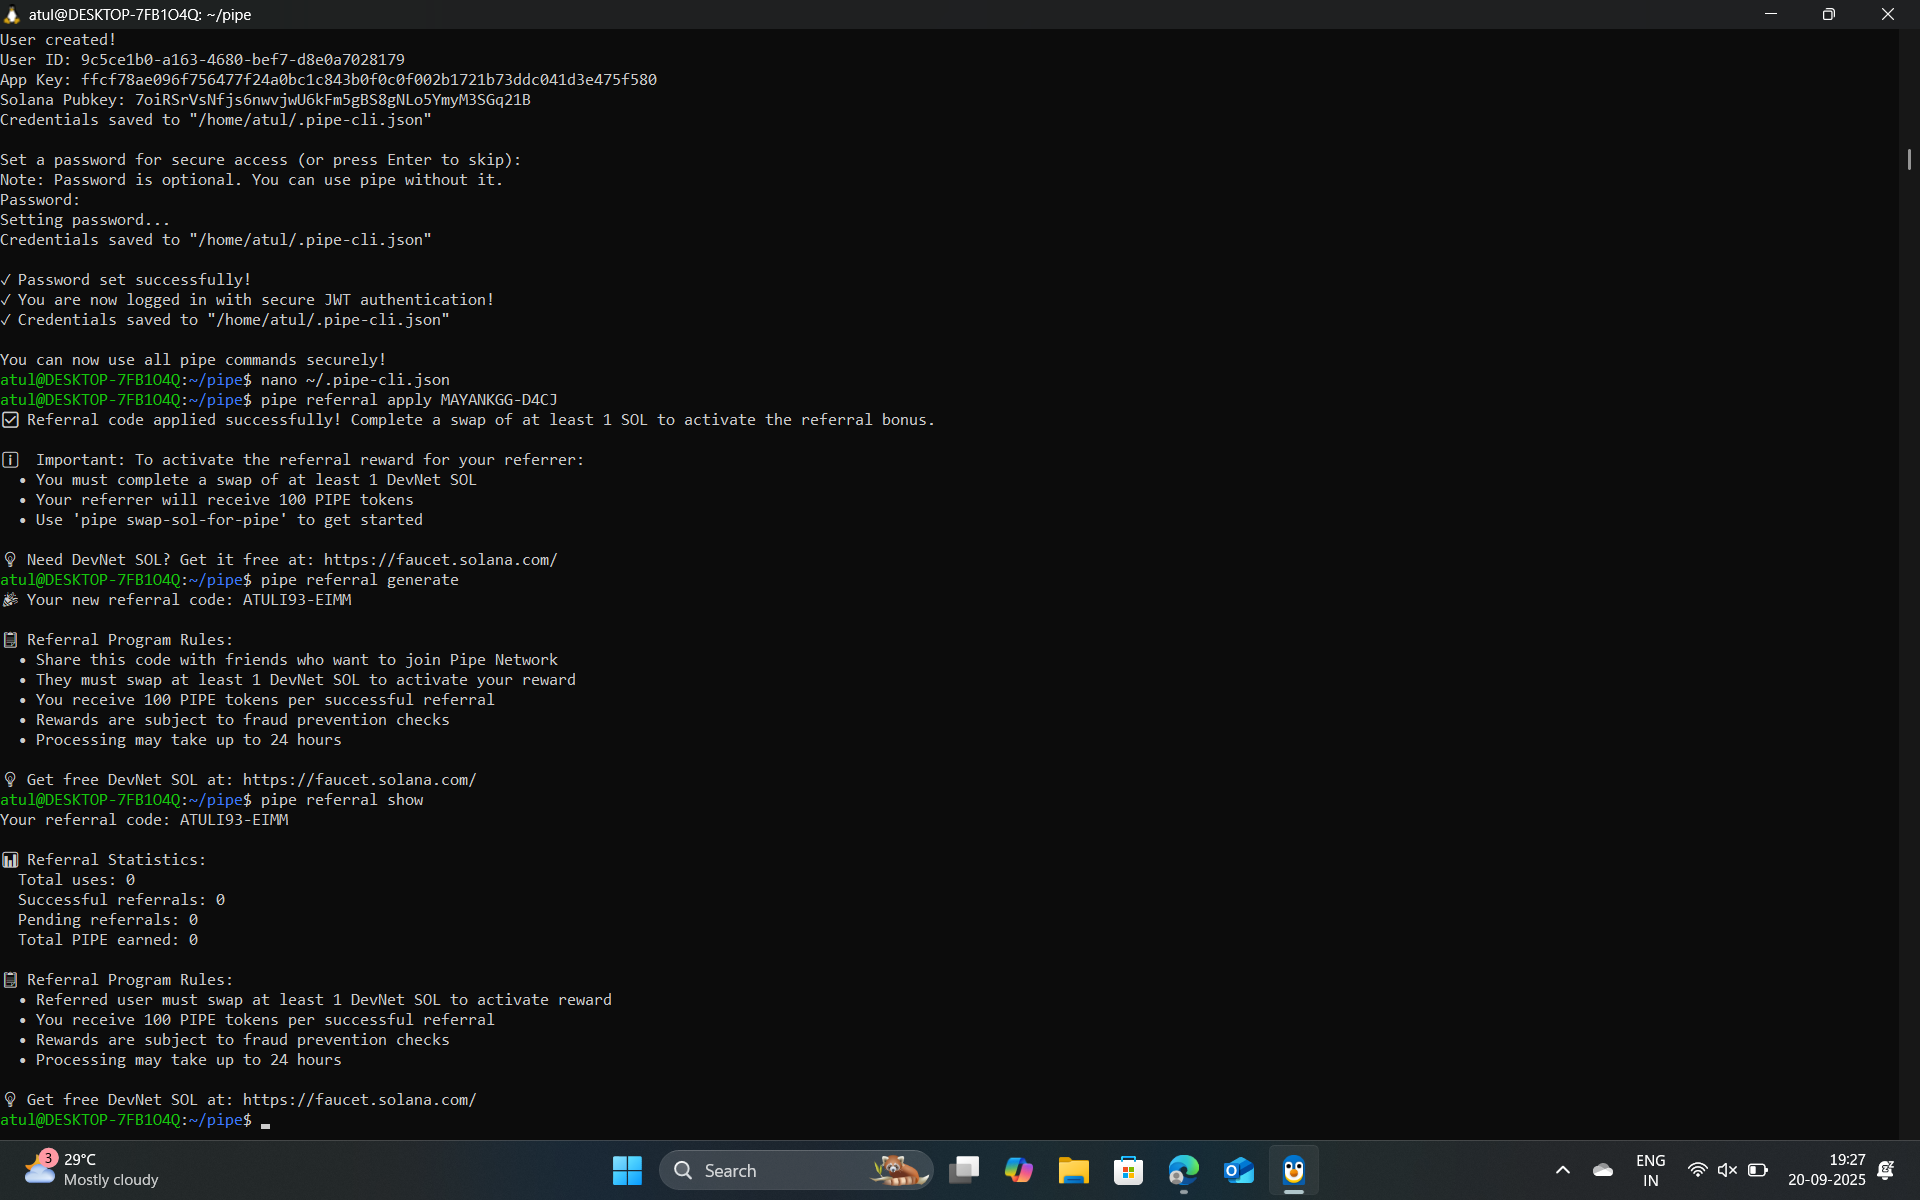 atul@DESKTOP-7FB1O4Q: ~/pipe
User created!
User ID: 9c5ce1b0-a163-4680-bef7-d8e0a7028179
App Key: ffcf78ae096f756477f24a0bc1c843b0f0c0f002b1721b73ddc041d3e475f580
Solana Pubkey: 7oiRSrVsNfjs6nwvjwU6kFm5gBS8gNLo5YmyM3SGq21B
Credentials saved to "/home/atul/.pipe-cli.json"
Set a password for secure access (or press Enter to skip):
Note: Password is optional. You can use pipe without it.
Password:
Setting password...
Credentials saved to "/home/atul/.pipe-cli.json"
✓ Password set successfully!
✓ You are now logged in with secure JWT authentication!
✓ Credentials saved to "/home/atul/.pipe-cli.json"
You can now use all pipe commands securely!
atul@DESKTOP-7FB1O4Q:~/pipe$ nano ~/.pipe-cli.json
atul@DESKTOP-7FB1O4Q:~/pipe$ pipe referral apply MAYANKGG-D4CJ
Referral code applied successfully! Complete a swap of at least 1 SOL to activate the referral bonus.
Important: To activate the referral reward for your referrer:
• You must complete a swap of at least 1 DevNet SOL
• Your referrer will receive 100 PIPE tokens
• Use 'pipe swap-sol-for-pipe' to get started
Need DevNet SOL? Get it free at: https://faucet.solana.com/
atul@DESKTOP-7FB1O4Q:~/pipe$ pipe referral generate
Your new referral code: ATULI93-EIMM
Referral Program Rules:
• Share this code with friends who want to join Pipe Network
• They must swap at least 1 DevNet SOL to activate your reward
• You receive 100 PIPE tokens per successful referral
• Rewards are subject to fraud prevention checks
• Processing may take up to 24 hours
Get free DevNet SOL at: https://faucet.solana.com/
atul@DESKTOP-7FB1O4Q:~/pipe$ pipe referral show
Your referral code: ATULI93-EIMM
Referral Statistics:
Total uses: 0
Successful referrals: 0
Pending referrals: 0
Total PIPE earned: 0
Referral Program Rules:
• Referred user must swap at least 1 DevNet SOL to activate reward
• You receive 100 PIPE tokens per successful referral
• Rewards are subject to fraud prevention checks
• Processing may take up to 24 hours
Get free DevNet SOL at: https://faucet.solana.com/
atul@DESKTOP-7FB1O4Q:~/pipe$
3
29°C
Mostly cloudy
Search
ENG
IN
19:27
20-09-2025